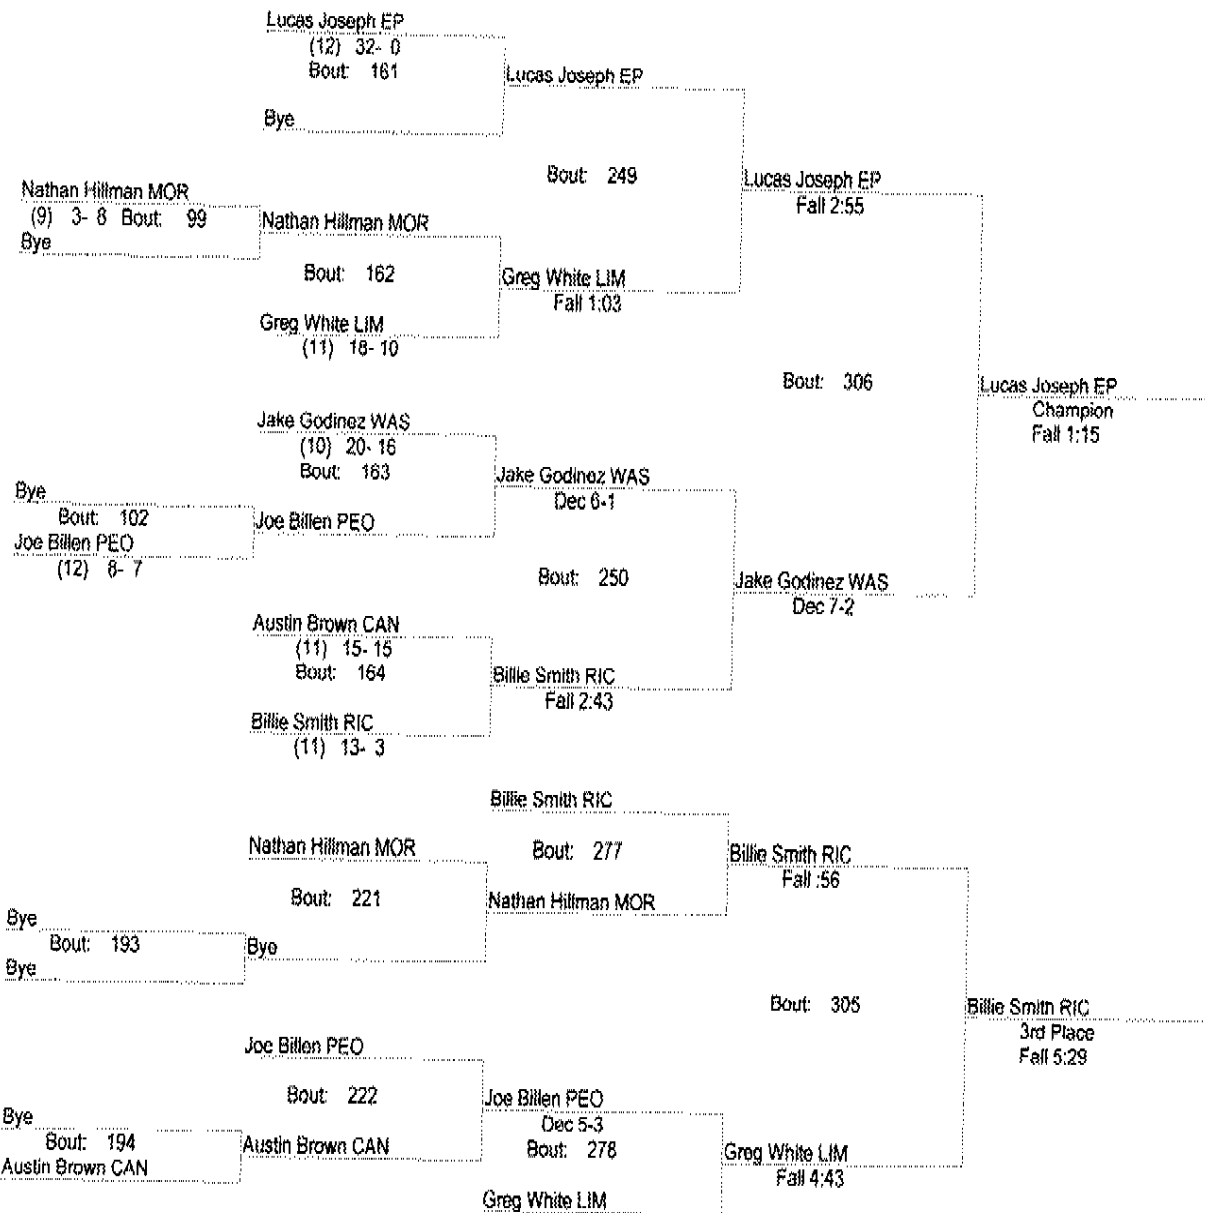 Lucas Joseph EP
(12) 32- 0
Bout: 161
Lucas Joseph EP
Bye
Bout: 249
Nathan Hillman MOR
Lucas Joseph EP
Fall 2:55
(9) 3- 8 Bout: 99
Nathan Hillman MOR
Bye
Bout: 162
Greg White LIM
Fall 1:03
Greg White LIM
(11) 18- 10
Bout: 306
Lucas Joseph EP
Champion
Fall 1:15
Jake Godinez WAS
(10) 20- 16
Bout: 163
Jake Godinez WAS
Dec 6-1
Bye
Bout: 102
Joe Billen PEO
Joe Billen PEO
(12) 8- 7
Bout: 250
Jake Godinez WAS
Dec 7-2
Austin Brown CAN
(11) 15- 15
Bout: 164
Billie Smith RIC
Fall 2:43
Billie Smith RIC
(11) 13- 3
Billie Smith RIC
Nathan Hillman MOR
Bout: 277
Billie Smith RIC
Fall :56
Bout: 221
Nathan Hillman MOR
Bye
Bout: 193
Bye
Bye
Bout: 305
Billie Smith RIC
3rd Place
Fall 5:29
Joe Billen PEO
Bout: 222
Joe Billen PEO
Dec 5-3
Bye
Bout: 194
Austin Brown CAN
Bout: 278
Greg White LIM
Fall 4:43
Austin Brown CAN
Greg White LIM